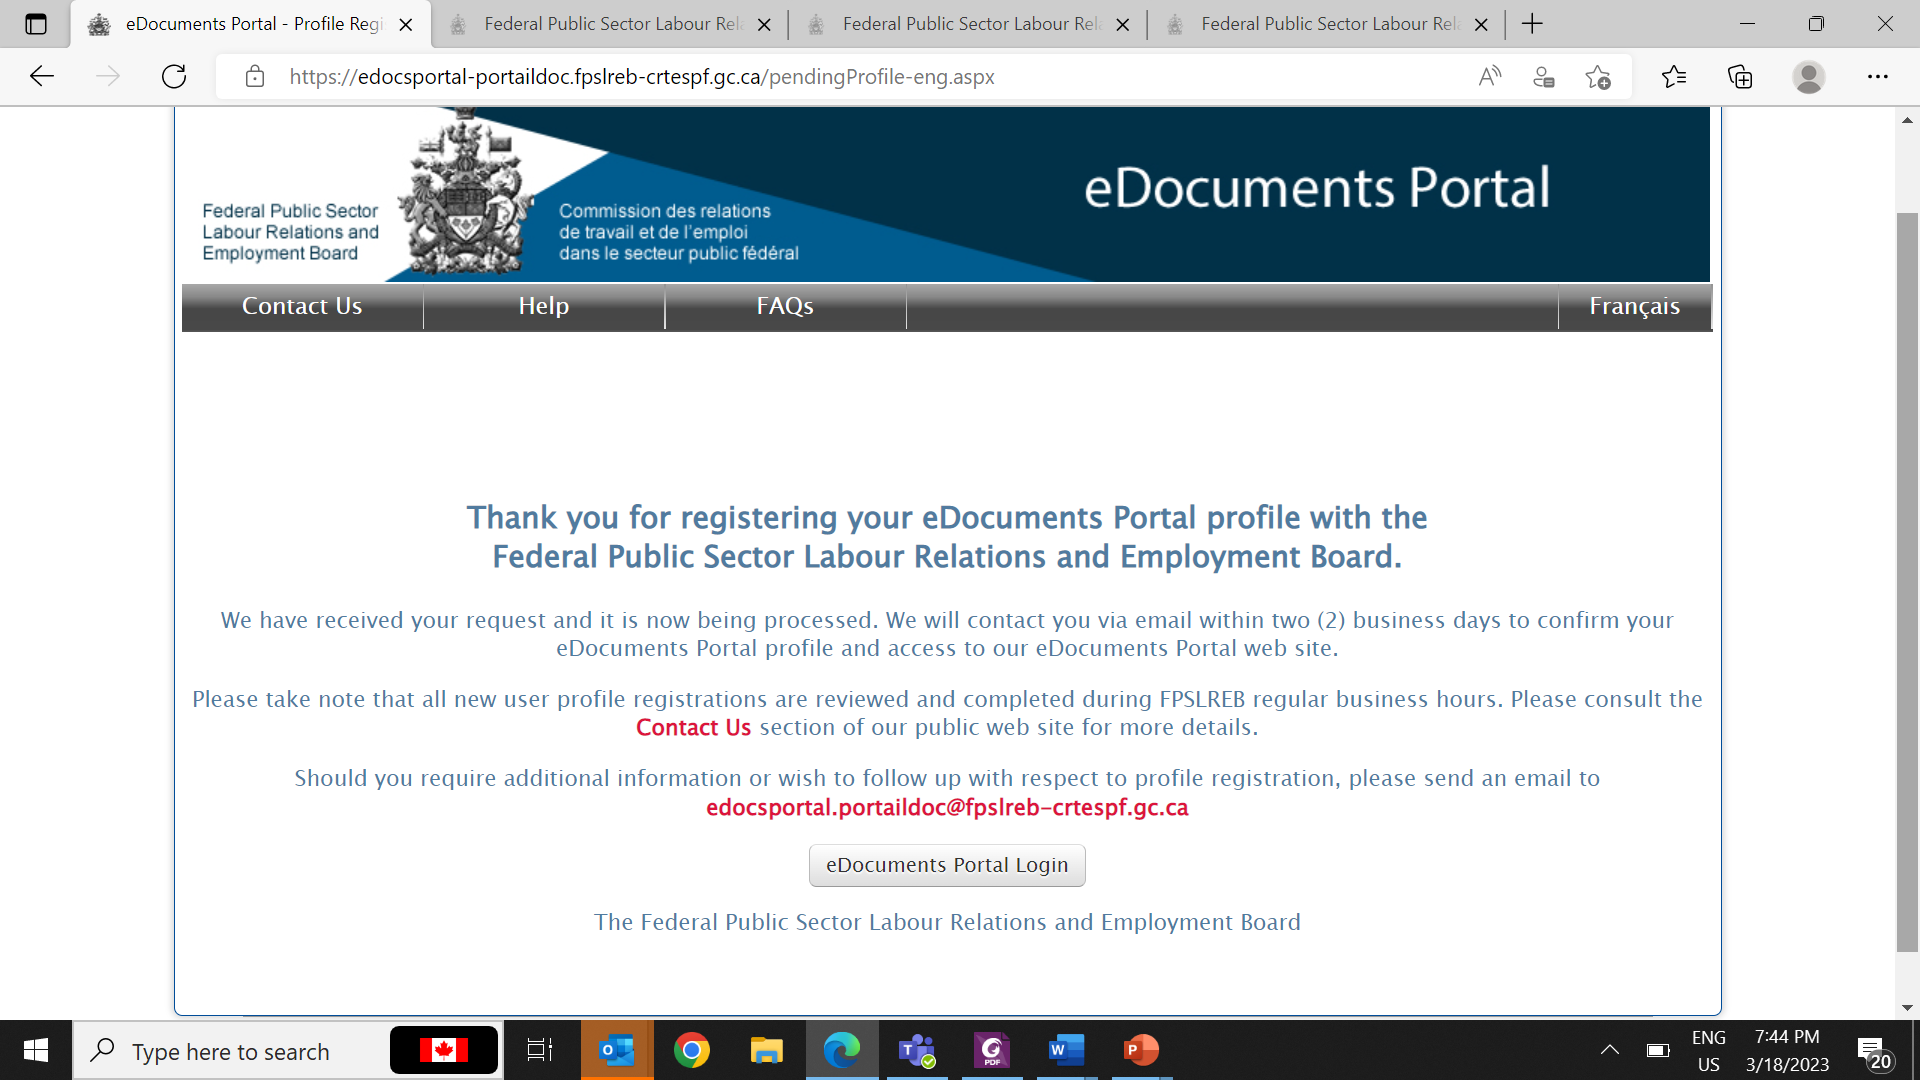 eDocuments Portal - Profile Regi
Federal Public Sector Labour Rela
Federal Public Sector Labour Rela
Federal Public Sector Labour Rela
https://edocsportal-portaildoc.fpslreb-crtespf.gc.ca/pendingProfile-eng.aspx
Federal Public Sector
Labour Relations and
Employment Board
Commission des relations
de travail et de l'emploi
dans le secteur public fédéral
eDocuments Portal
Contact Us
Help
FAQs
Français
Thank you for registering your eDocuments Portal profile with the
Federal Public Sector Labour Relations and Employment Board.
We have received your request and it is now being processed. We will contact you via email within two (2) business days to confirm your
eDocuments Portal profile and access to our eDocuments Portal web site.
Please take note that all new user profile registrations are reviewed and completed during FPSLREB regular business hours. Please consult the
Contact Us section of our public web site for more details.
Should you require additional information or wish to follow up with respect to profile registration, please send an email to
edocsportal.portaildoc@fpslreb-crtespf.gc.ca
eDocuments Portal Login
The Federal Public Sector Labour Relations and Employment Board
Type here to search
PDF
ENG
US
7:44 PM
3/18/2023
20